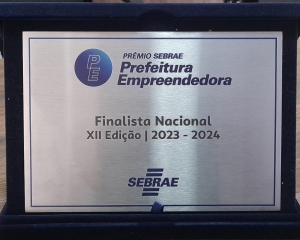 PE
PRÊMIO SEBRAE
Prefeitura
Empreendedora
Finalista Nacional
XII Edição | 2023 - 2024
SEBRAE